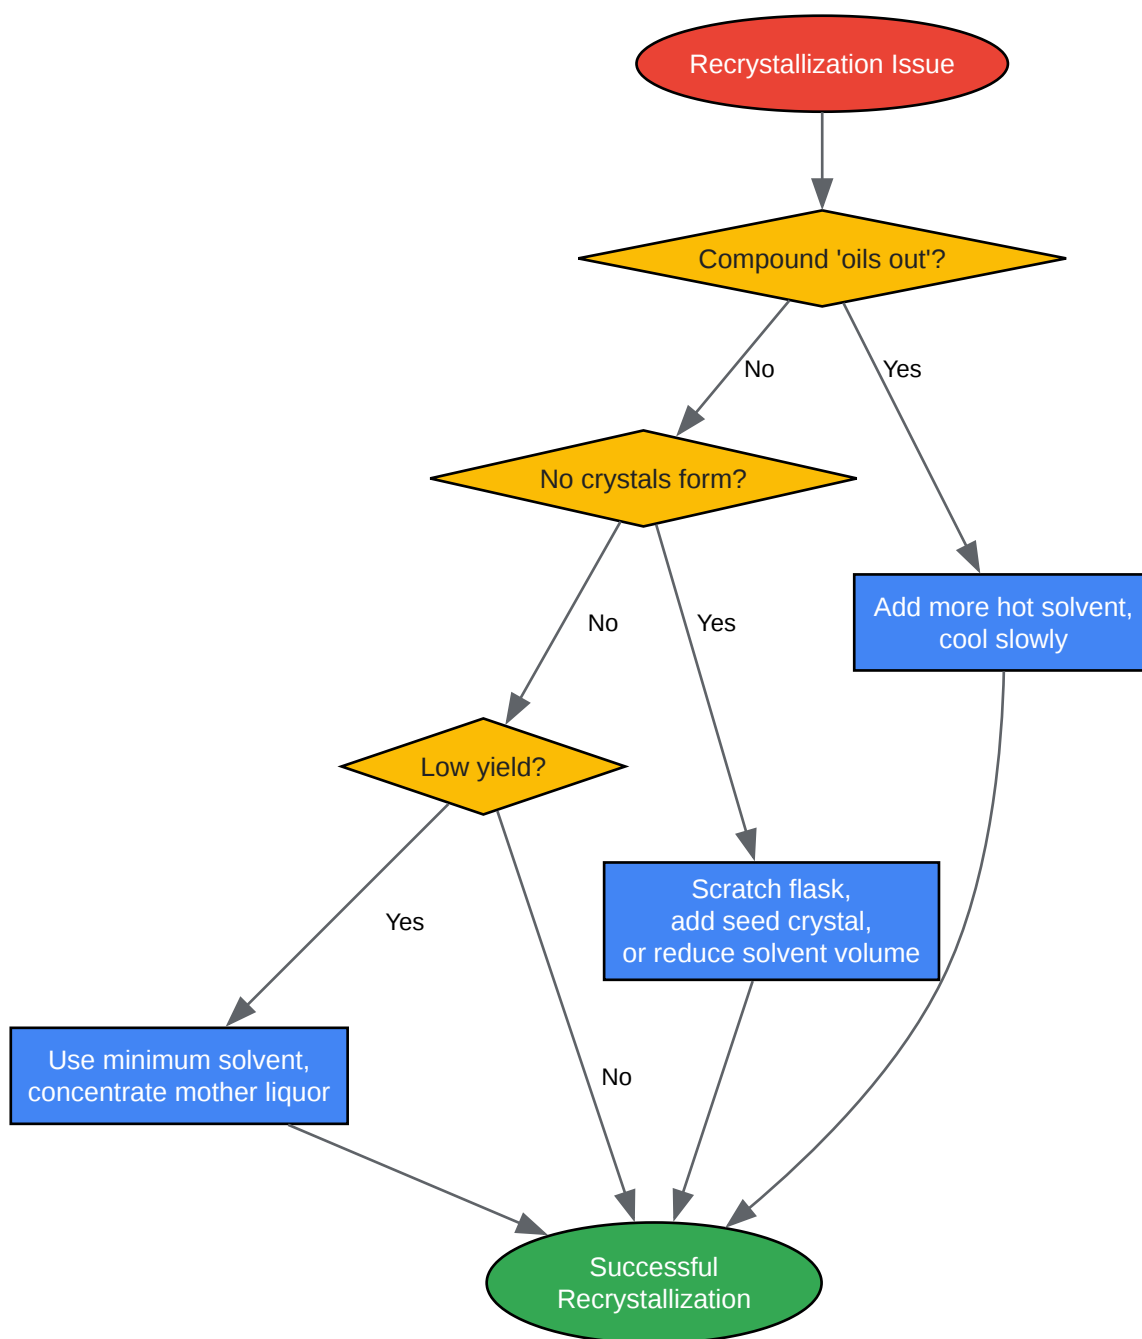 Recrystallization Issue
Compound 'oils out'?
No
Yes
No crystals form?
Add more hot solvent,
cool slowly
No
Yes
Low yield?
Scratch flask,
add seed crystal,
or reduce solvent volume
Yes
Use minimum solvent,
concentrate mother liquor
No
Successful
Recrystallization